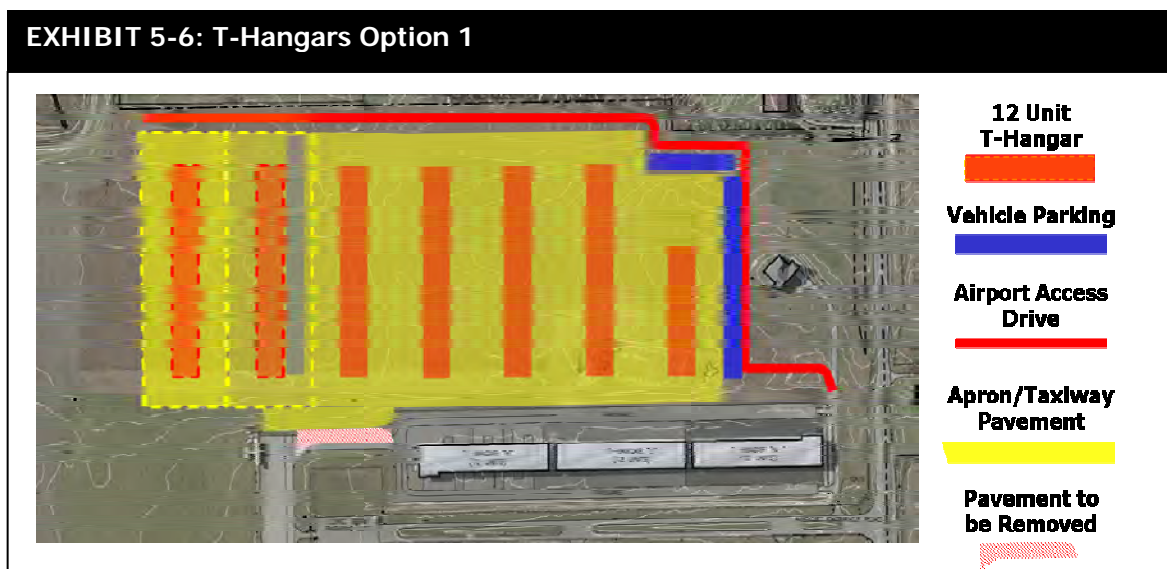 EXHIBIT 5-6: T-Hangars Option 1
12 Unit
T-Hangar
Vehicle Parking
Airport Access
Drive
Apron/Taxiway
Pavement
Pavement to
be Removed